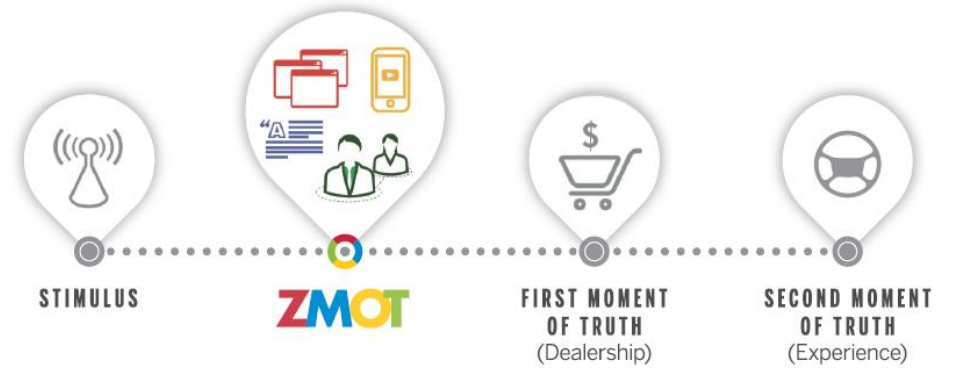 “A
$
STIMULUS
ZMOT
FIRST MOMENT
OF TRUTH
(Dealership)
SECOND MOMENT
OF TRUTH
(Experience)